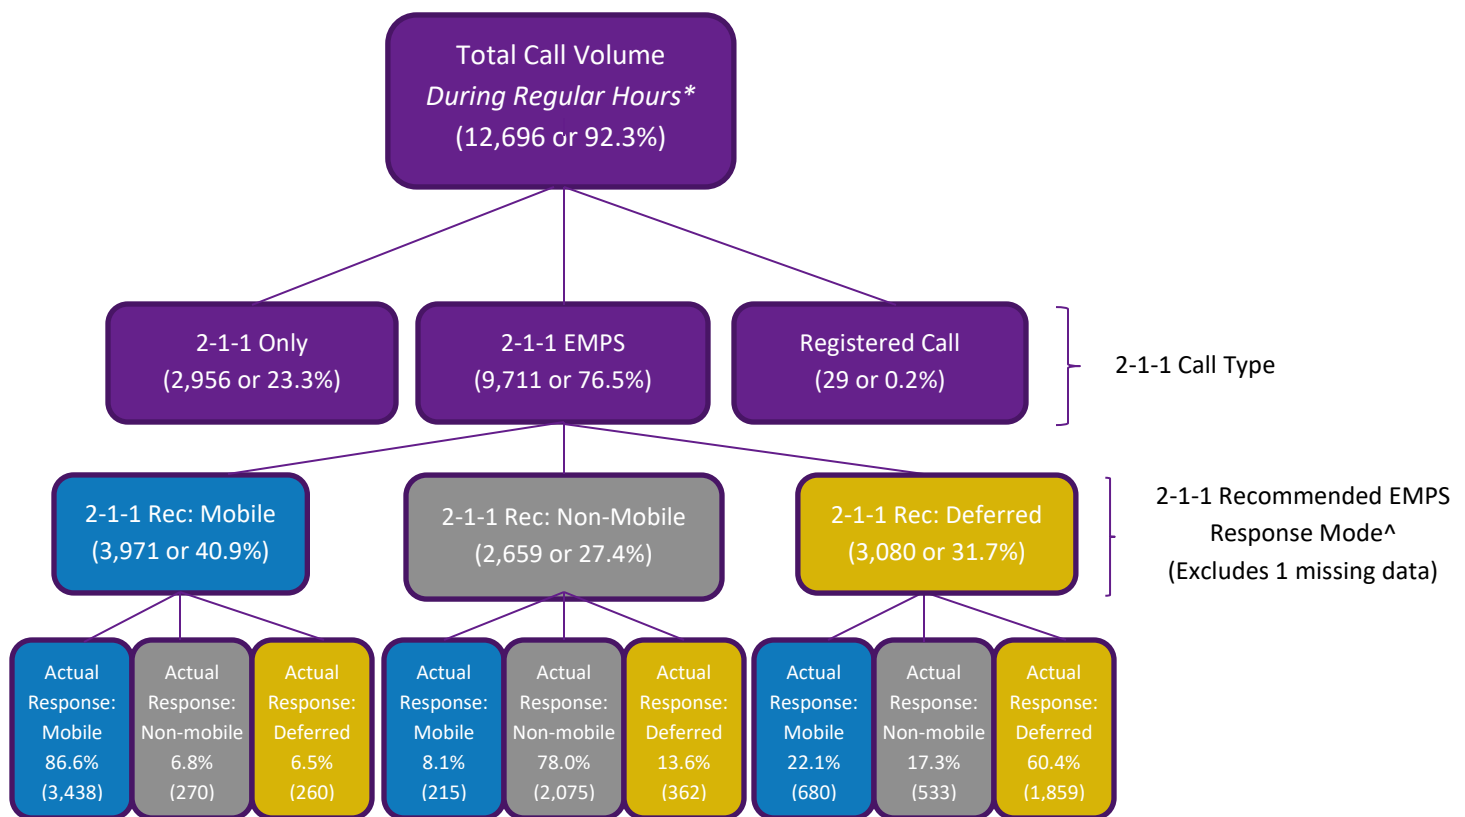 Total Call Volume
During Regular Hours*
(12,696 or 92.3%)
2-1-1 Only
(2,956 or 23.3%)
2-1-1 EMPS
(9,711 or 76.5%)
Registered Call
(29 or 0.2%)
2-1-1 Call Type
2-1-1 Rec: Mobile
(3,971 or 40.9%)
2-1-1 Rec: Non-Mobile
(2,659 or 27.4%)
2-1-1 Rec: Deferred
(3,080 or 31.7%)
2-1-1 Recommended EMPS
Response Mode^
(Excludes 1 missing data)
Actual
Response:
Mobile
86.6%
(3,438)
Actual
Response:
Non-mobile
6.8%
(270)
Actual
Response:
Deferred
6.5%
(260)
Actual
Response:
Mobile
8.1%
(215)
Actual
Response:
Non-mobile
78.0%
(2,075)
Actual
Response:
Deferred
13.6%
(362)
Actual
Response:
Mobile
22.1%
(680)
Actual
Response:
Non-mobile
17.3%
(533)
Actual
Response:
Deferred
60.4%
(1,859)